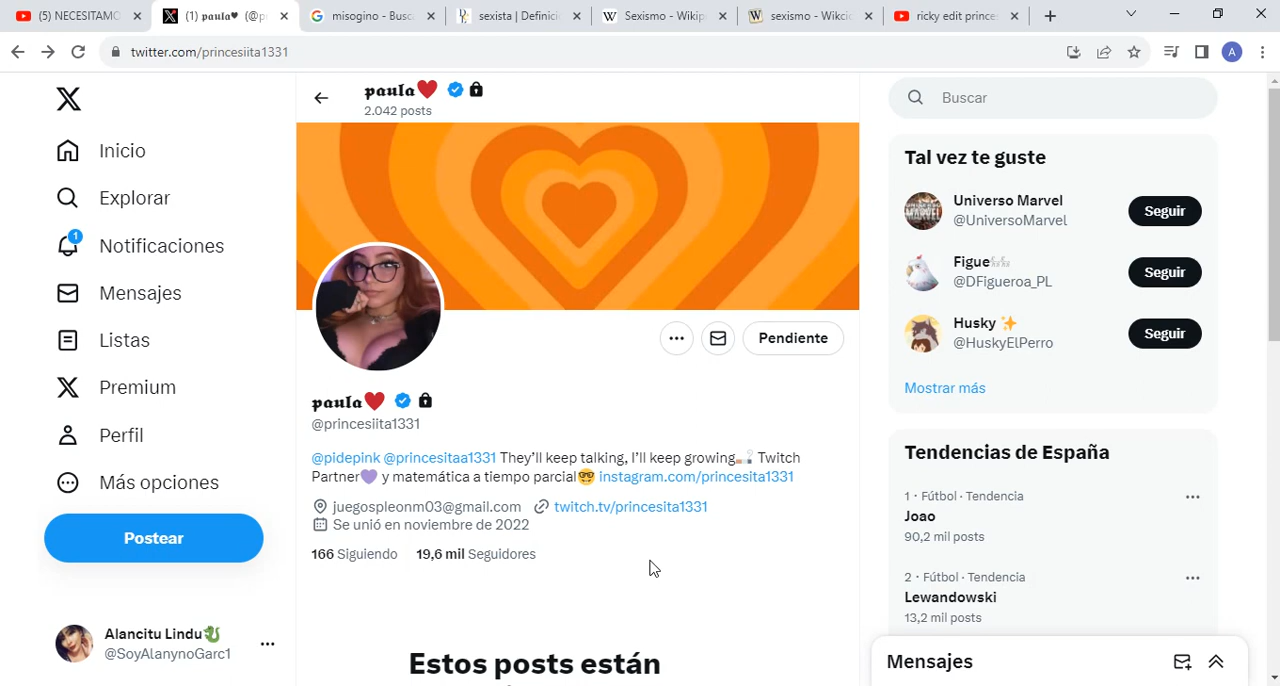 (5) NECESITAMO
(1) 𝖕𝖆𝖚𝖑𝖆♥ (@p
misogino - Busc
sexista | Definici
Sexismo - Wikip
sexismo - Wikci
ricky edit prince
twitter.com/princesiita1331
A
Inicio
Explorar
1
Notificaciones
Mensajes
Listas
Premium
Perfil
Más opciones
Postear
Alancitu Lindu🐉
@SoyAlanynoGarc1
𝖕𝖆𝖚𝖑𝖆❤️
2.042 posts
Pendiente
𝖕𝖆𝖚𝖑𝖆❤️
@princesiita1331
@pidepink @princesitaa1331 They’ll keep talking, I’ll keep growing🚬 Twitch
Partner💜 y matemática a tiempo parcial🤓 instagram.com/princesita1331
juegospleonm03@gmail.com twitch.tv/princesita1331
Se unió en noviembre de 2022
166 Siguiendo 19,6 mil Seguidores
Estos posts están
Buscar
Tal vez te guste
Universo Marvel
@UniversoMarvel
Seguir
Figue
@DFigueroa_PL
Seguir
Husky ✨
@HuskyElPerro
Seguir
Mostrar más
Tendencias de España
1 · Fútbol · Tendencia
Joao
90,2 mil posts
2 · Fútbol · Tendencia
Lewandowski
13,2 mil posts
Mensajes